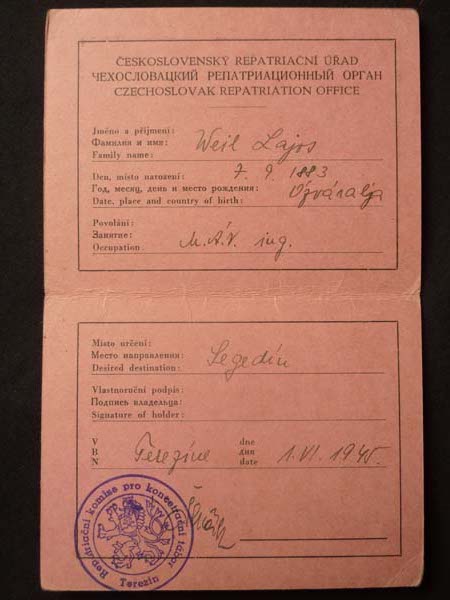 ČESKOSLOVENSKÝ REPATRIAČNÍ ÚŘAD
ЧЕХОСЛОВАЦКИЙ РЕПАТРИАЦИОННЫЙ ОРГАН
CZECHOSLOVAK REPATRIATION OFFICE
Jméno a příjmení:
Фамилия и имя: Weil Lajos
Family name:
Den, místo narození: 7. 9. 1883
Год, месяц, день и место рождения:
Date, place and country of birth:
Povolání:
Занятие: M.Á.V. ing.
Occupation:
Místo určení:
Место направления: Segedín
Desired destination:
Vlastnoruční podpis:
Подпись владельца:
Signature of holder:
V dne
В Terezíne дня 1. VI. 1945.
N date
Repatriační komise pro koncentrační tábor
Terezín